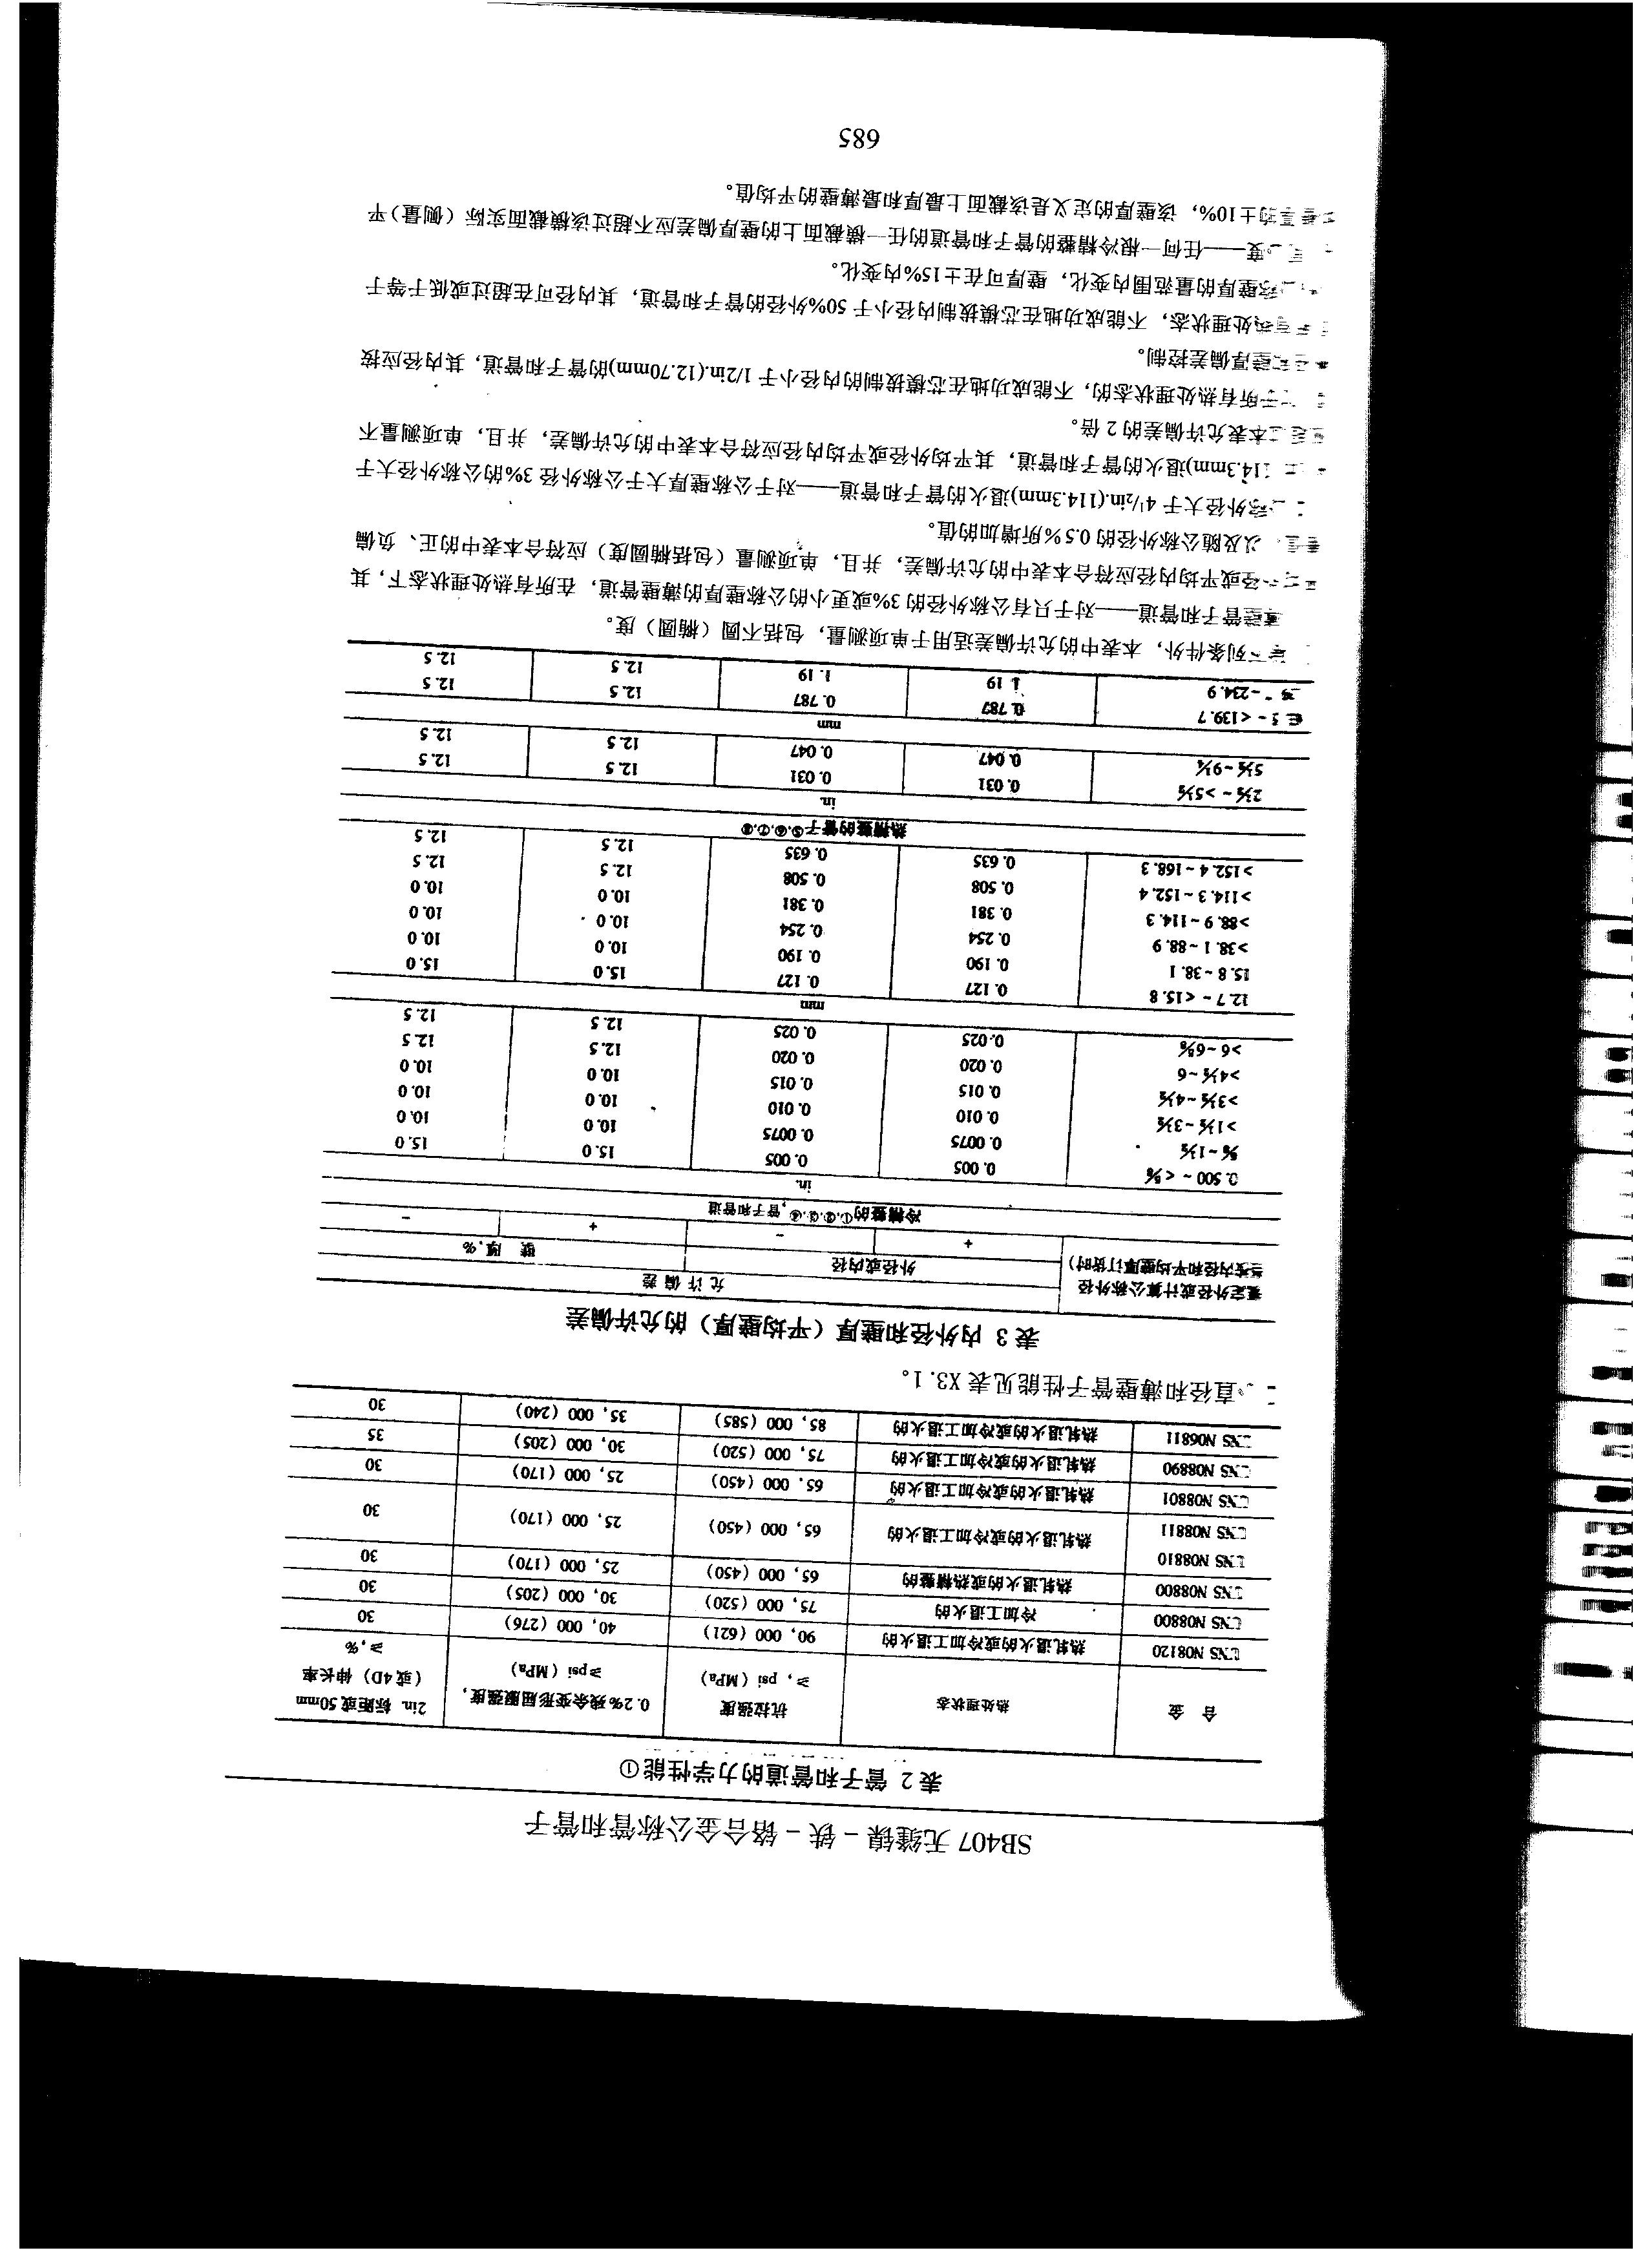 SB407 无缝镍－铁－铬合金公称管和管子
表 2 管子和管道的力学性能①
合 金 热处理状态 抗拉强度 ≥，psi（MPa） 0.2%残余变形屈服强度，≥psi（MPa） 2in. 标距或 50mm（或 4D）伸长率 ≥,%
UNS N08120 热轧退火的或冷加工退火的 90，000（621） 40，000（276） 30
UNS N08800 冷加工退火的 75，000（520） 30，000（205） 30
UNS N08800 热轧退火的或热精整的 65，000（450） 25，000（170） 30
UNS N08810
UNS N08811 热轧退火的或冷加工退火的 65，000（450） 25，000（170） 30
UNS N08801 热轧退火的或冷加工退火的 65，000（450） 25，000（170） 30
UNS N08890 热轧退火的或冷加工退火的 75，000（520） 30，000（205） 35
UNS N06811 热轧退火的或冷加工退火的 85，000（585） 35，000（240） 30
直径和薄壁管子性能见表 X3.1。
表 3 内外径和壁厚（平均壁厚）的允许偏差
规定外径或计算公称外径 允 许 偏 差
当按内径和平均壁厚订货时） 外径或内径 壁 厚,%
+ − + −
冷精整的①,②,③,④,管子和管道
in.
0.500～<⅝ 0.005 0.005 15.0 15.0
⅝～1½ 0.0075 0.0075 10.0 10.0
>1½～3½ 0.010 0.010 10.0 10.0
>3½～4½ 0.015 0.015 10.0 10.0
>4½～6 0.020 0.020 12.5 12.5
>6～6⅝ 0.025 0.025 12.5 12.5
mm
12.7～<15.8 0.127 0.127 15.0 15.0
15.8～38.1 0.190 0.190 10.0 10.0
>38.1～88.9 0.254 0.254 10.0 10.0
>88.9～114.3 0.381 0.381 10.0 10.0
>114.3～152.4 0.508 0.508 12.5 12.5
>152.4～168.3 0.635 0.635 12.5 12.5
热精整的管子⑤,⑥,⑦,⑧
in.
2½～>5½ 0.031 0.031 12.5 12.5
5½～9¼ 0.047 0.047 12.5 12.5
mm
～<139.7 0.787 0.787 12.5 12.5
～234.9 1.19 1.19 12.5 12.5
下列条件外，本表中的允许偏差适用于单项测量，包括不圆（椭圆）度。
薄壁管子和管道——对于只有公称外径的 3%或更小的公称壁厚的薄壁管道，在所有热处理状态下，其
径或平均内径应符合本表中的允许偏差，并且，单项测量（包括椭圆度）应符合本表中的正、负偏
以及随公称外径的 0.5％所增加的值。
称外径大于 4¹/₂in.(114.3mm)退火的管子和管道——对于公称壁厚大于公称外径 3%的公称外径大于
114.3mm)退火的管子和管道，其平均外径或平均内径应符合本表中的允许偏差，并且，单项测量不
本表允许偏差的 2 倍。
于所有热处理状态的，不能成功地在芯模拔制的内径小于 1/2in.(12.70mm)的管子和管道，其内径应按
壁厚偏差控制。
热处理状态，不能成功地在芯模拔制内径小于 50%外径的管子和管道，其内径可在超过或低于等于
称壁厚的量范围内变化，壁厚可在±15%内变化。
度——任何一根冷精整的管子和管道的任一横截面上的壁厚偏差应不超过该横截面实际（侧量）平
的±10%，该壁厚的定义是该截面上最厚和最薄壁的平均值。
685